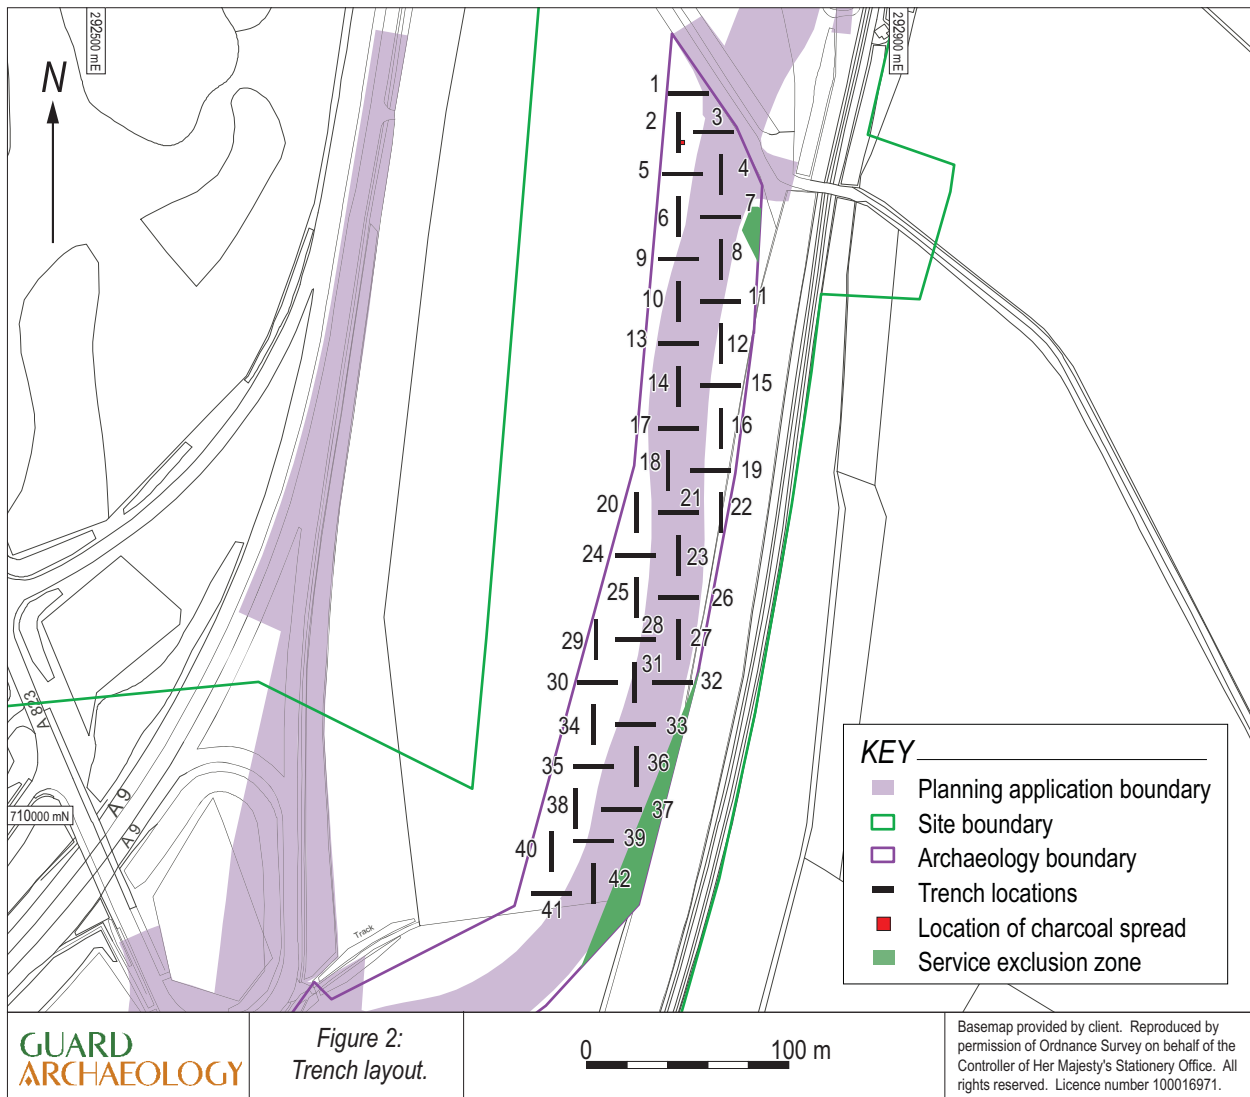 292500 mE
292900 mE
N
1
2
3
4
5
6
7
8
9
10
11
12
13
14
15
16
17
18
19
20
21
22
23
24
25
26
27
28
29
30
31
32
33
34
35
36
37
38
39
40
41
42
A 823
A 9
A 9
710000 mN
Track
KEY
Planning application boundary
Site boundary
Archaeology boundary
Trench locations
Location of charcoal spread
Service exclusion zone
GUARD
ARCHAEOLOGY
Figure 2:
Trench layout.
0 100 m
Basemap provided by client. Reproduced by
permission of Ordnance Survey on behalf of the
Controller of Her Majesty's Stationery Office. All
rights reserved. Licence number 100016971.